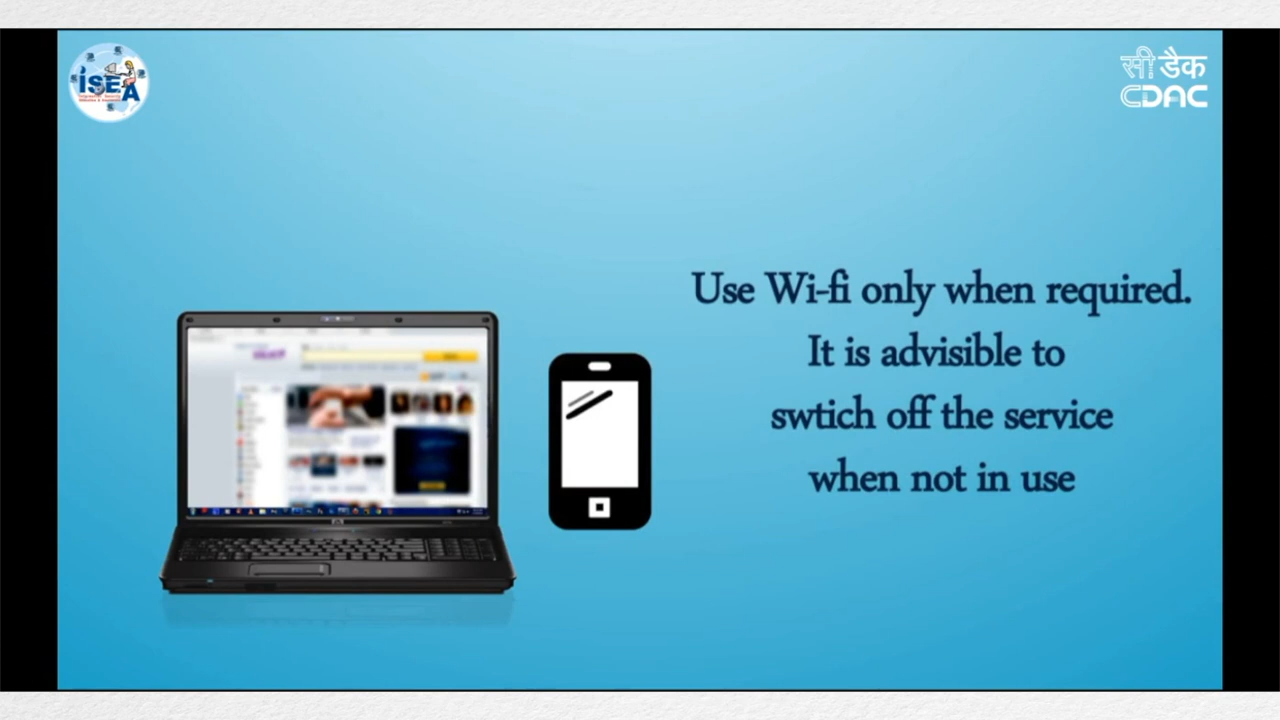 ISEA
सी डैक
CDAC
Use Wi-fi only when required.
It is advisible to
swtich off the service
when not in use